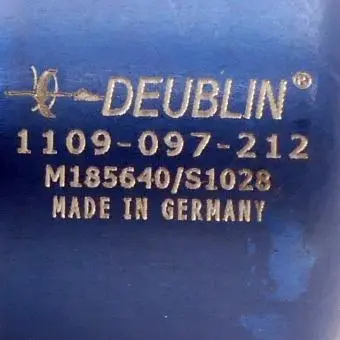 DEUBLIN®
1109-097-212
M185640/S1028
MADE IN GERMANY